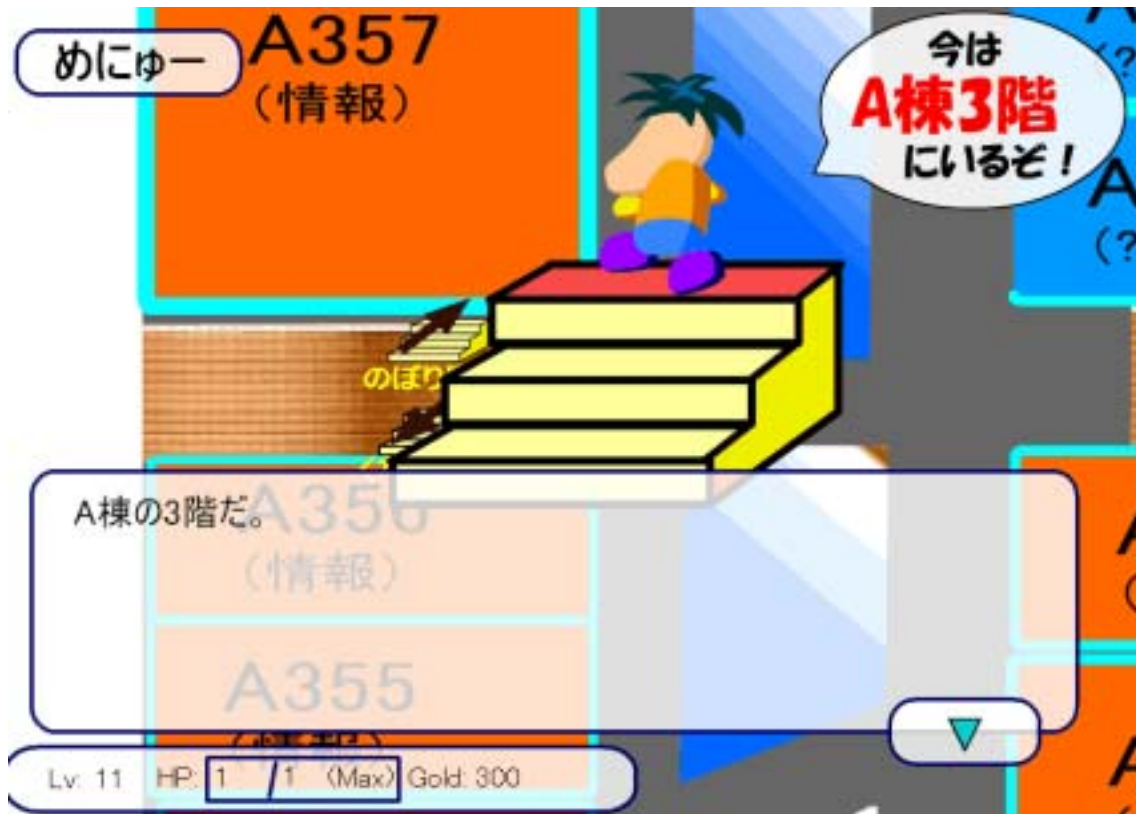 めにゅー
A357
(情報)
今は
A棟3階
にいるぞ!
A
(?
A
(?
のぼり
A棟の3階だ。
A356
(情報)
A355
(情報)
Lv: 11 HP: 1 / 1 (Max) Gold: 300